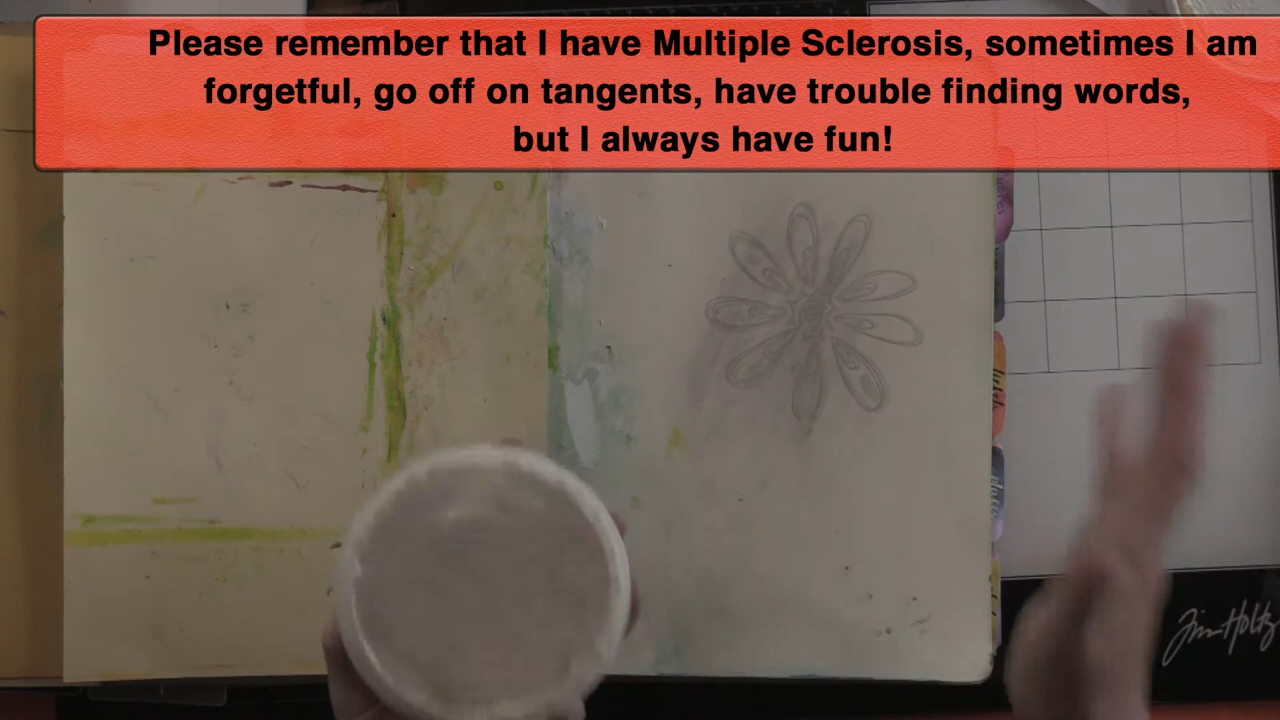 Please remember that I have Multiple Sclerosis, sometimes I am
forgetful, go off on tangents, have trouble finding words,
but I always have fun!
Tim Holtz